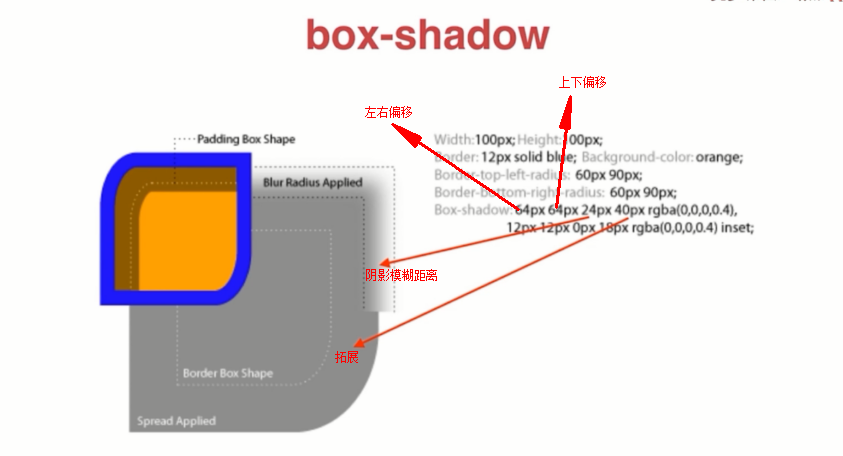 box-shadow
上下偏移
左右偏移
Padding Box Shape
Width:100px; Height: 00px;
Border: 12px solid blue; Background-color: orange;
Blur Radius Applied
Border-top-left-radius: 60px 90px;
Border-bottom-right-radius: 60px 90px;
Box-shadow: 64px 64px 24px 40px rgba(0,0,0,0.4),
12px 12px 0px 18px rgba(0,0,0,0.4) inset;
阴影模糊距离
拓展
Border Box Shape
Spread Applied